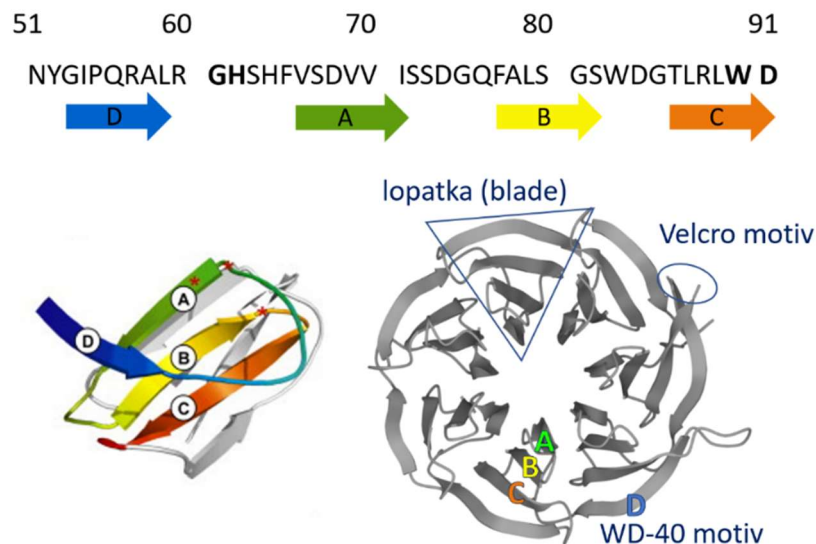 51 60 70 80 91
NYGIPQRALR GHSHFVSDVV ISSDGQFALS GSWDGTLRLW D
D A B C
lopatka (blade)
Velcro motiv
A
D
B
C
A
B
C
D
WD-40 motiv